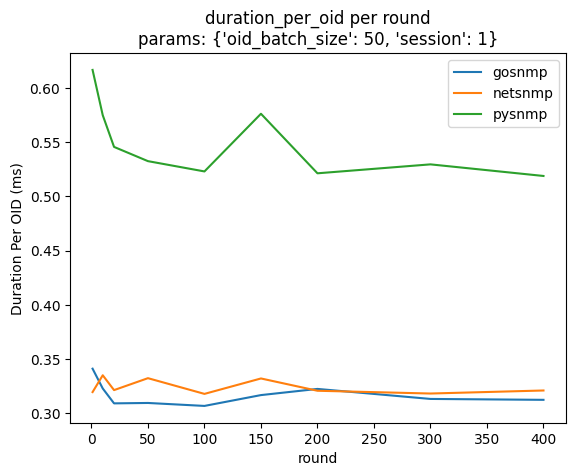 duration_per_oid per round
params: {'oid_batch_size': 50, 'session': 1}
gosnmp
netsnmp
pysnmp
Duration Per OID (ms)
0.60
0.55
0.50
0.45
0.40
0.35
0.30
0 50 100 150 200 250 300 350 400
round